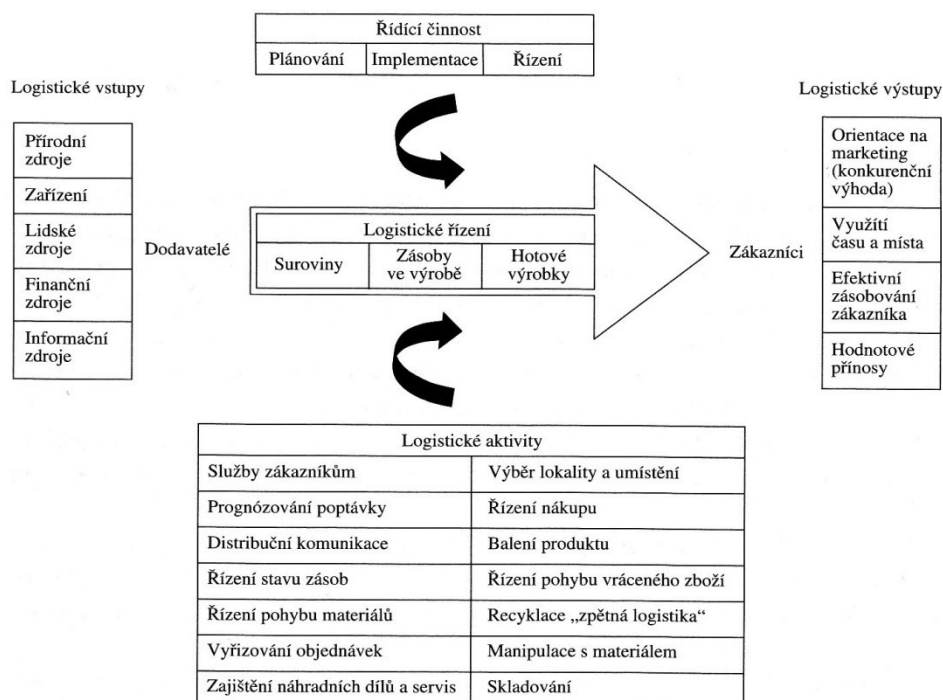 Řídící činnost
Plánování
Implementace
Řízení
Logistické vstupy
Přírodní
zdroje
Zařízení
Lidské
zdroje
Finanční
zdroje
Informační
zdroje
Dodavatelé
Logistické řízení
Suroviny
Zásoby
ve výrobě
Hotové
výrobky
Zákazníci
Logistické výstupy
Orientace na
marketing
(konkurenční
výhoda)
Využítí
času a místa
Efektivní
zásobování
zákazníka
Hodnotové
přínosy
Logistické aktivity
Služby zákazníkům
Výběr lokality a umístění
Prognózování poptávky
Řízení nákupu
Distribuční komunikace
Balení produktu
Řízení stavu zásob
Řízení pohybu vráceného zboží
Řízení pohybu materiálů
Recyklace „zpětná logistika“
Vyřizování objednávek
Manipulace s materiálem
Zajištění náhradních dílů a servis
Skladování